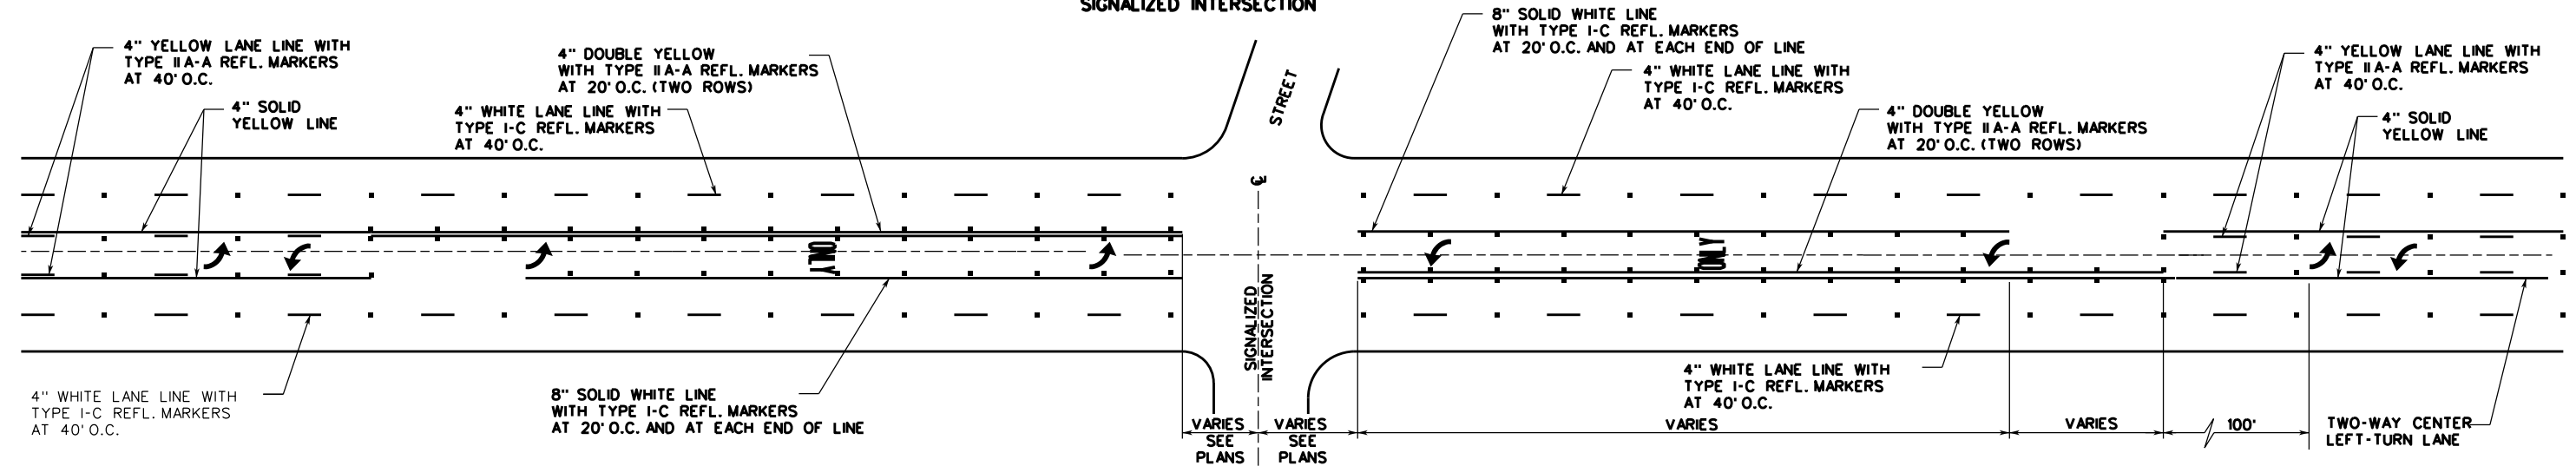 SIGNALIZED INTERSECTION
4" YELLOW LANE LINE WITH
TYPE II A-A REFL. MARKERS
AT 40' O.C.
4" SOLID
YELLOW LINE
4" DOUBLE YELLOW
WITH TYPE II A-A REFL. MARKERS
AT 20' O.C. (TWO ROWS)
4" WHITE LANE LINE WITH
TYPE I-C REFL. MARKERS
AT 40' O.C.
STREET
8" SOLID WHITE LINE
WITH TYPE I-C REFL. MARKERS
AT 20' O.C. AND AT EACH END OF LINE
4" WHITE LANE LINE WITH
TYPE I-C REFL. MARKERS
AT 40' O.C.
4" DOUBLE YELLOW
WITH TYPE II A-A REFL. MARKERS
AT 20' O.C. (TWO ROWS)
4" YELLOW LANE LINE WITH
TYPE II A-A REFL. MARKERS
AT 40' O.C.
4" SOLID
YELLOW LINE
℄
ONLY
ONLY
SIGNALIZED
INTERSECTION
4" WHITE LANE LINE WITH
TYPE I-C REFL. MARKERS
AT 40' O.C.
8" SOLID WHITE LINE
WITH TYPE I-C REFL. MARKERS
AT 20' O.C. AND AT EACH END OF LINE
4" WHITE LANE LINE WITH
TYPE I-C REFL. MARKERS
AT 40' O.C.
VARIES
SEE
PLANS
VARIES
SEE
PLANS
VARIES
VARIES
100'
TWO-WAY CENTER
LEFT-TURN LANE